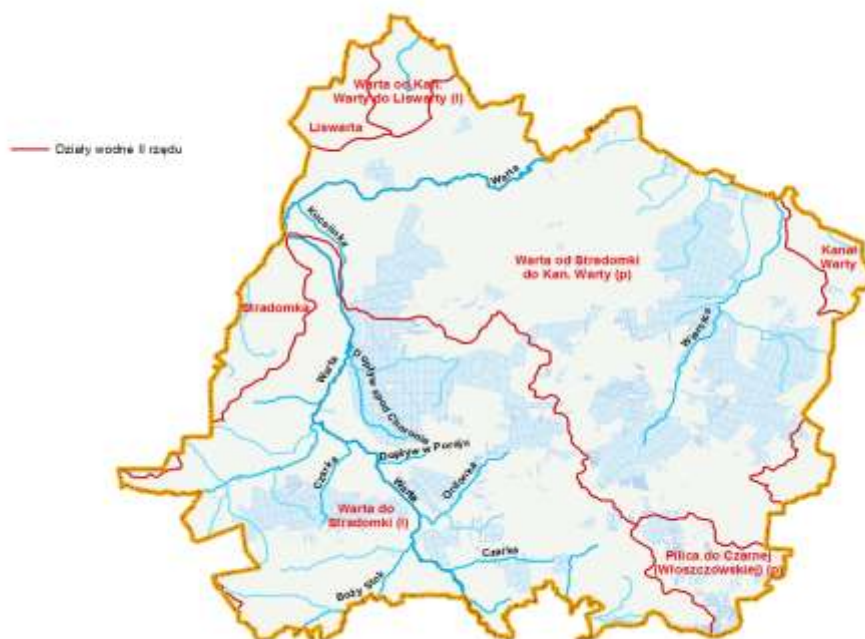 Warta od Kan.
Warty do Liswarty (l)
Liswarta
Działy wodne II rzędu
Warta
Kucelinka
Kanał
Warty
Warta od Stradomki
do Kan. Warty (p)
Stradomka
Wiercica
Warta
Dopływ spod Choronia
Dopływ w Poraju
Czarka
Warta
Ordonka
Warta do
Stradomki (l)
Czarka
Pilica do Czarnej
(Włoszczowskiej) (p)
Boży Stok